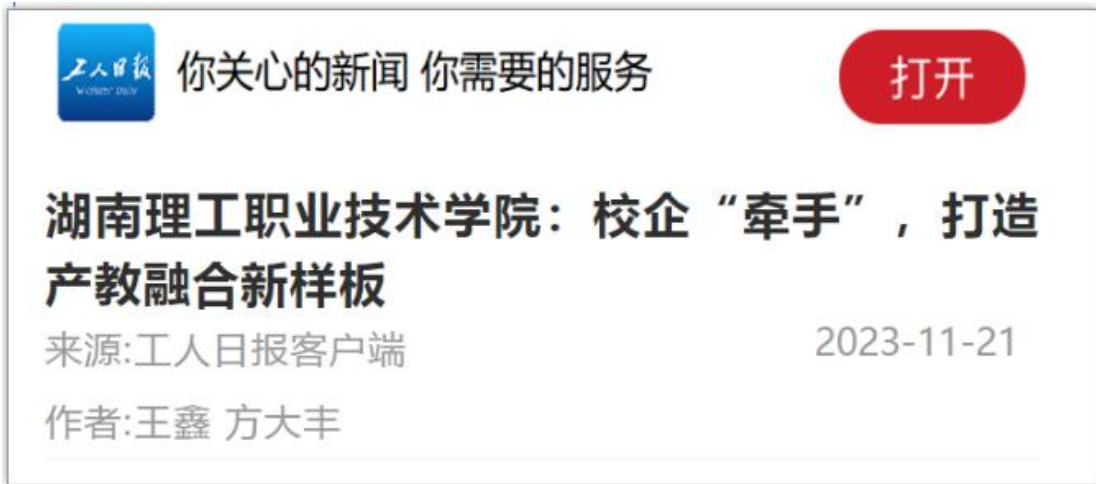 工人日报
Workers' Daily
你关心的新闻 你需要的服务
打开
湖南理工职业技术学院：校企“牵手”，打造
产教融合新样板
来源:工人日报客户端
2023-11-21
作者:王鑫 方大丰